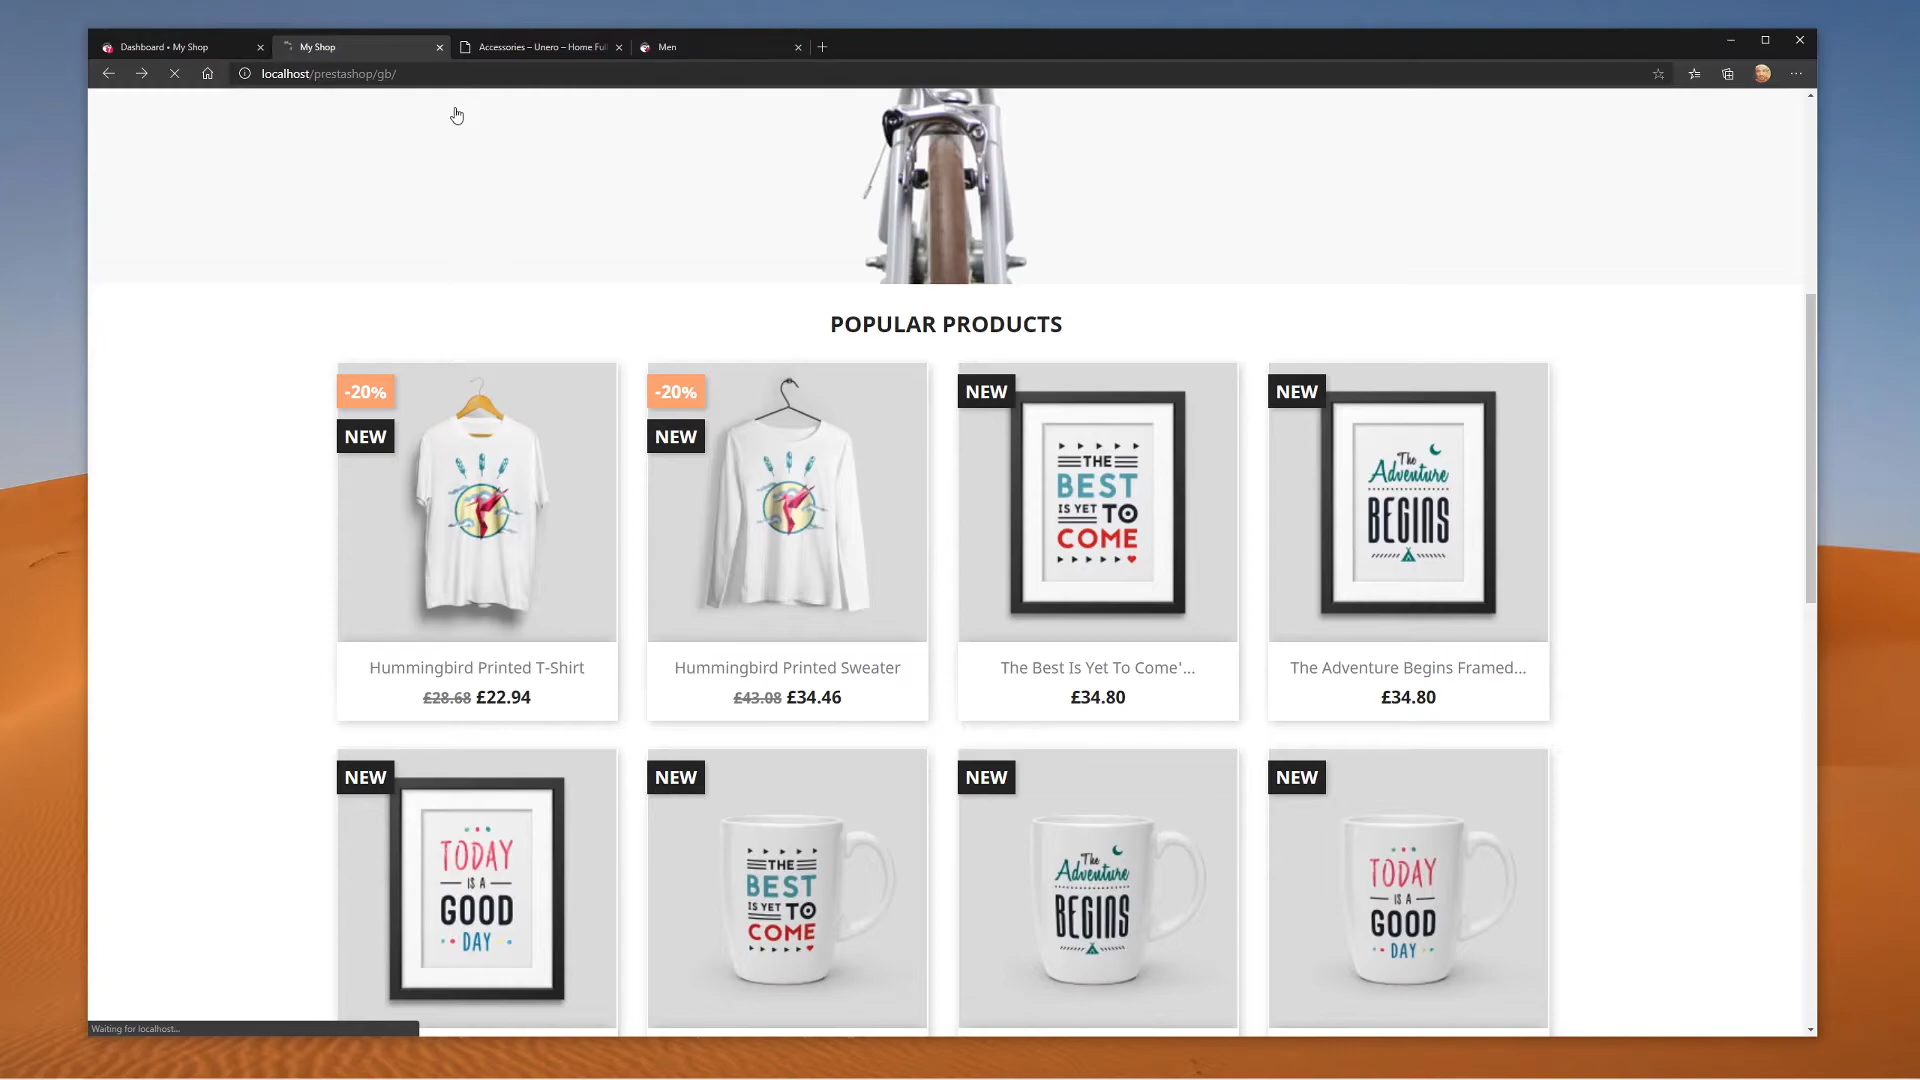 Dashboard • My Shop
My Shop
Accessories – Unero – Home Ful
Men
localhost/prestashop/gb/
POPULAR PRODUCTS
-20%
NEW
-20%
NEW
NEW
THE
BEST
IS YET TO
COME
NEW
The
Adventure
BEGINS
Hummingbird Printed T-Shirt
£28.68 £22.94
Hummingbird Printed Sweater
£43.08 £34.46
The Best Is Yet To Come'...
£34.80
The Adventure Begins Framed...
£34.80
NEW
TODAY
IS A
GOOD
DAY
NEW
THE
BEST
IS YET TO
COME
NEW
The
Adventure
BEGINS
NEW
TODAY
IS A
GOOD
DAY
Waiting for localhost...